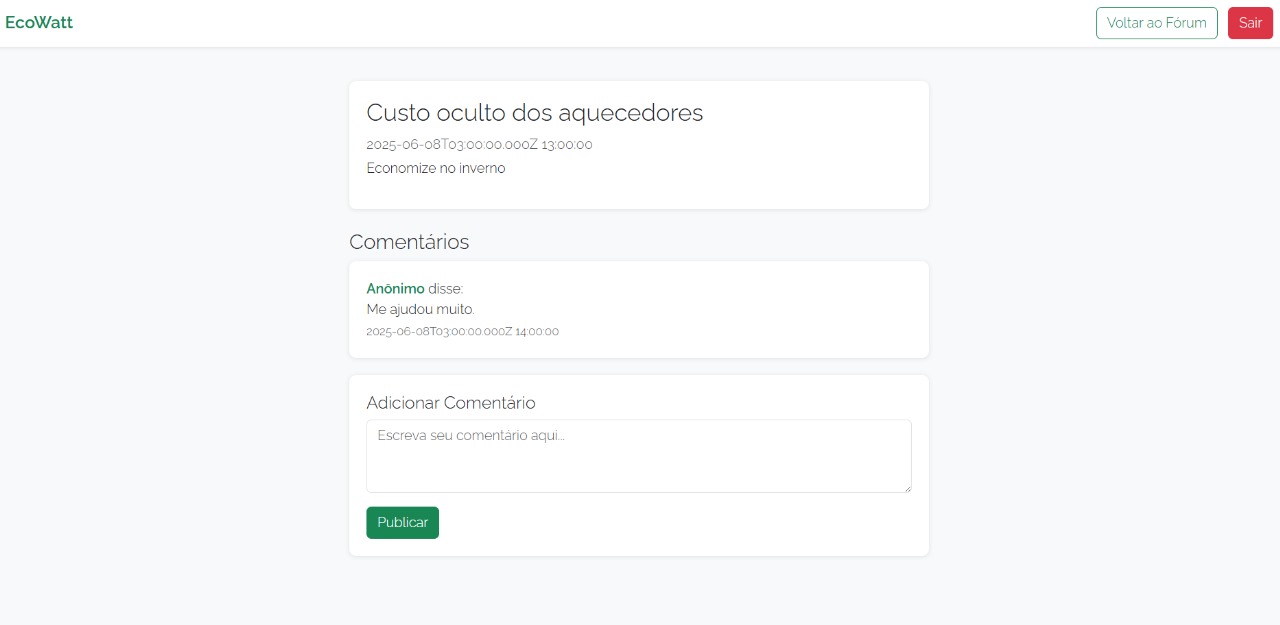 EcoWatt
Voltar ao Fórum
Sair
Custo oculto dos aquecedores
2025-06-08T03:00:00.000Z 13:00:00
Economize no inverno
Comentários
Anônimo disse:
Me ajudou muito.
2025-06-08T03:00:00.000Z 14:00:00
Adicionar Comentário
Escreva seu comentário aqui...
Publicar